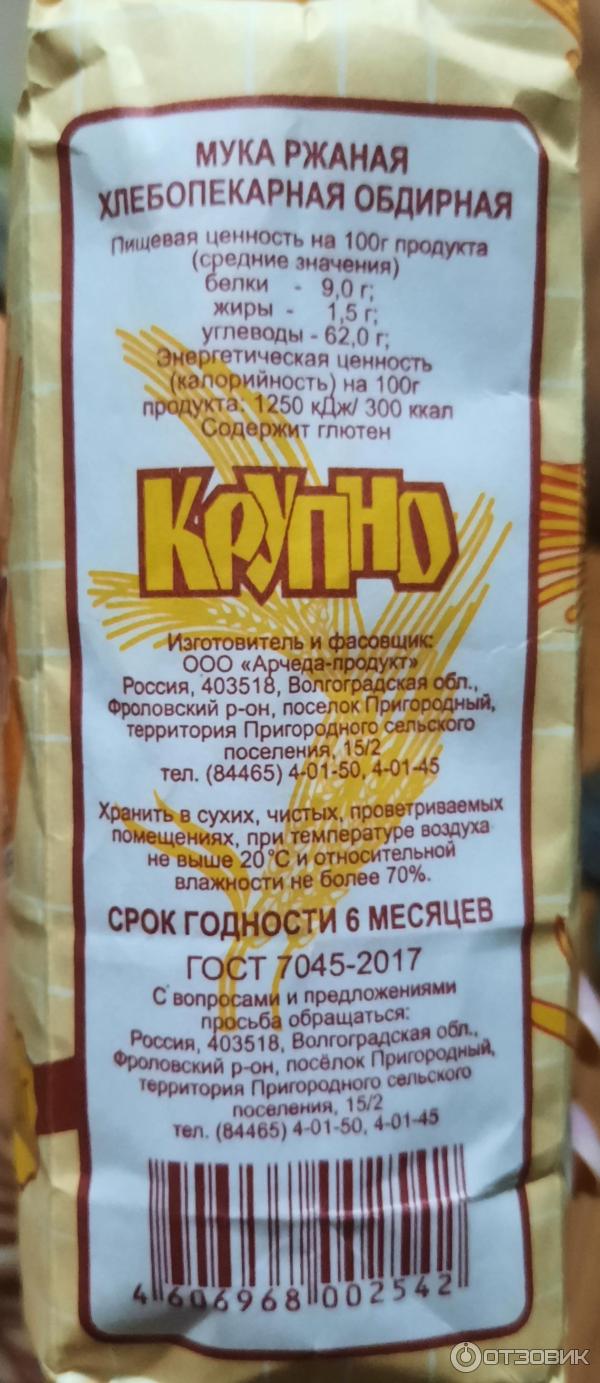 МУКА РЖАНАЯ
ХЛЕБОПЕКАРНАЯ ОБДИРНАЯ
Пищевая ценность на 100г продукта
(средние значения)
белки - 9,0 г;
жиры - 1,5 г;
углеводы - 62,0 г;
Энергетическая ценность
(калорийность) на 100г
продукта: 1250 кДж/ 300 ккал
Содержит глютен
КРУПНО
Изготовитель и фасовщик:
ООО «Арчеда-продукт»
Россия, 403518, Волгоградская обл.,
Фроловский р-он, поселок Пригородный,
территория Пригородного сельского
поселения, 15/2
тел. (84465) 4-01-50, 4-01-45
Хранить в сухих, чистых, проветриваемых
помещениях, при температуре воздуха
не выше 20°С и относительной
влажности не более 70%.
СРОК ГОДНОСТИ 6 МЕСЯЦЕВ
ГОСТ 7045-2017
С вопросами и предложениями
просьба обращаться:
Россия, 403518, Волгоградская обл.,
Фроловский р-он, посёлок Пригородный,
территория Пригородного сельского
поселения, 15/2
тел. (84465) 4-01-50, 4-01-45
4 606968 002542
ОТЗОВИК